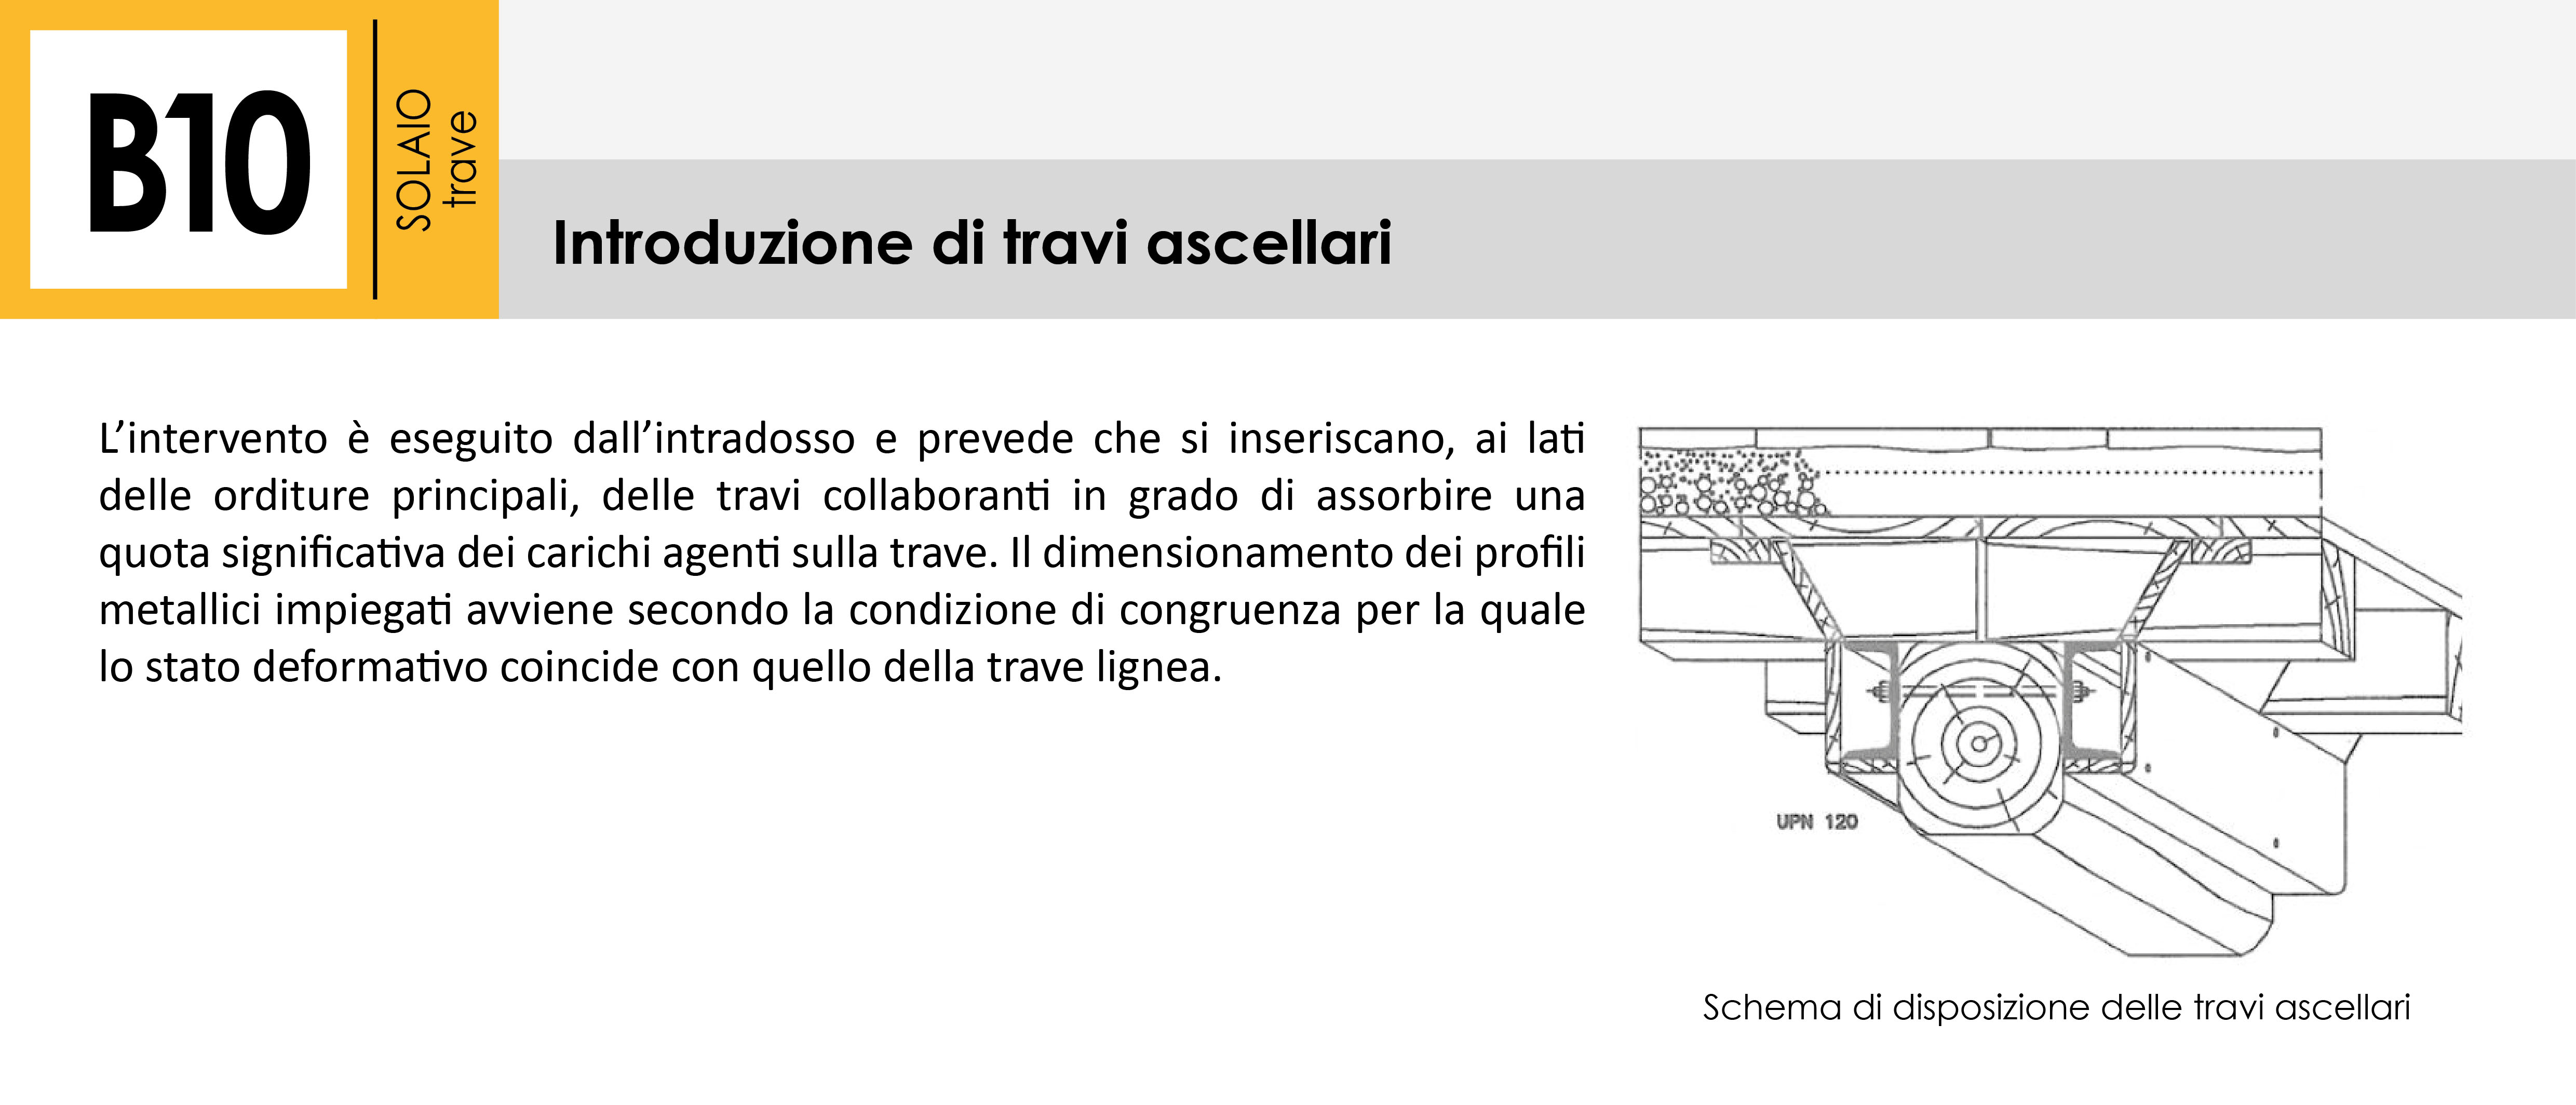 B10
SOLAIO
trave
Introduzione di travi ascellari
L’intervento è eseguito dall’intradosso e prevede che si inseriscano, ai lati
delle orditure principali, delle travi collaboranti in grado di assorbire una
quota significativa dei carichi agenti sulla trave. Il dimensionamento dei profili
metallici impiegati avviene secondo la condizione di congruenza per la quale
lo stato deformativo coincide con quello della trave lignea.
UPN 120
Schema di disposizione delle travi ascellari